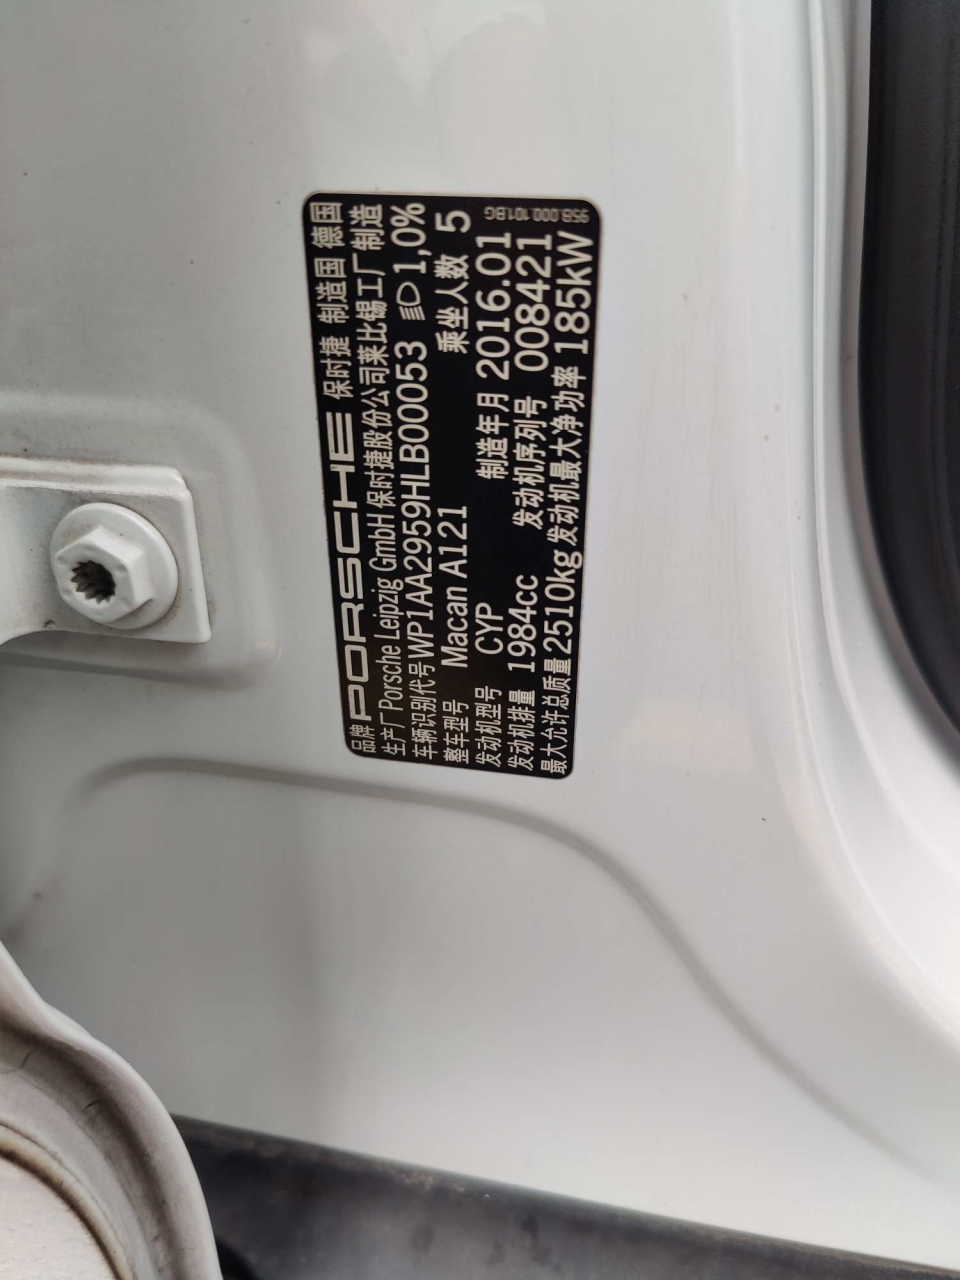 品牌 PORSCHE 保时捷 制造国 德国
生产厂 Porsche Leipzig GmbH 保时捷股份公司莱比锡工厂制造
车辆识别代号 WP1AA2959HLB00053 1,0%
整车型号 Macan A121 乘坐人数 5
发动机型号 CYP 制造年月 2016.01
发动机排量 1984cc 发动机序列号 008421
最大允许总质量 2510kg 发动机最大净功率 185kW
95B.000.101.BG